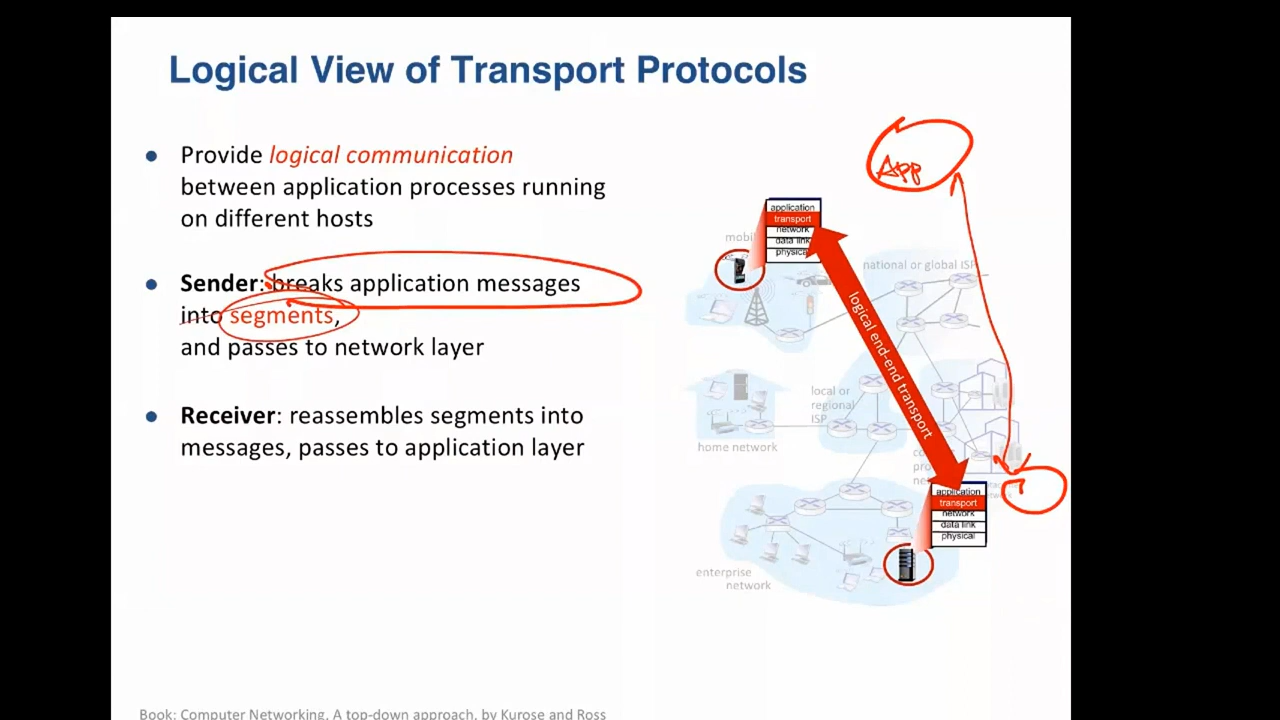 Logical View of Transport Protocols
• Provide logical communication
between application processes running
on different hosts
• Sender: breaks application messages
into segments,
and passes to network layer
• Receiver: reassembles segments into
messages, passes to application layer
APP
application
transport
network
data link
physical
national or global ISP
logical end-end transport
local or
regional
ISP
home network
application
transport
network
data link
physical
enterprise
network
Book: Computer Networking, A top-down approach, by Kurose and Ross